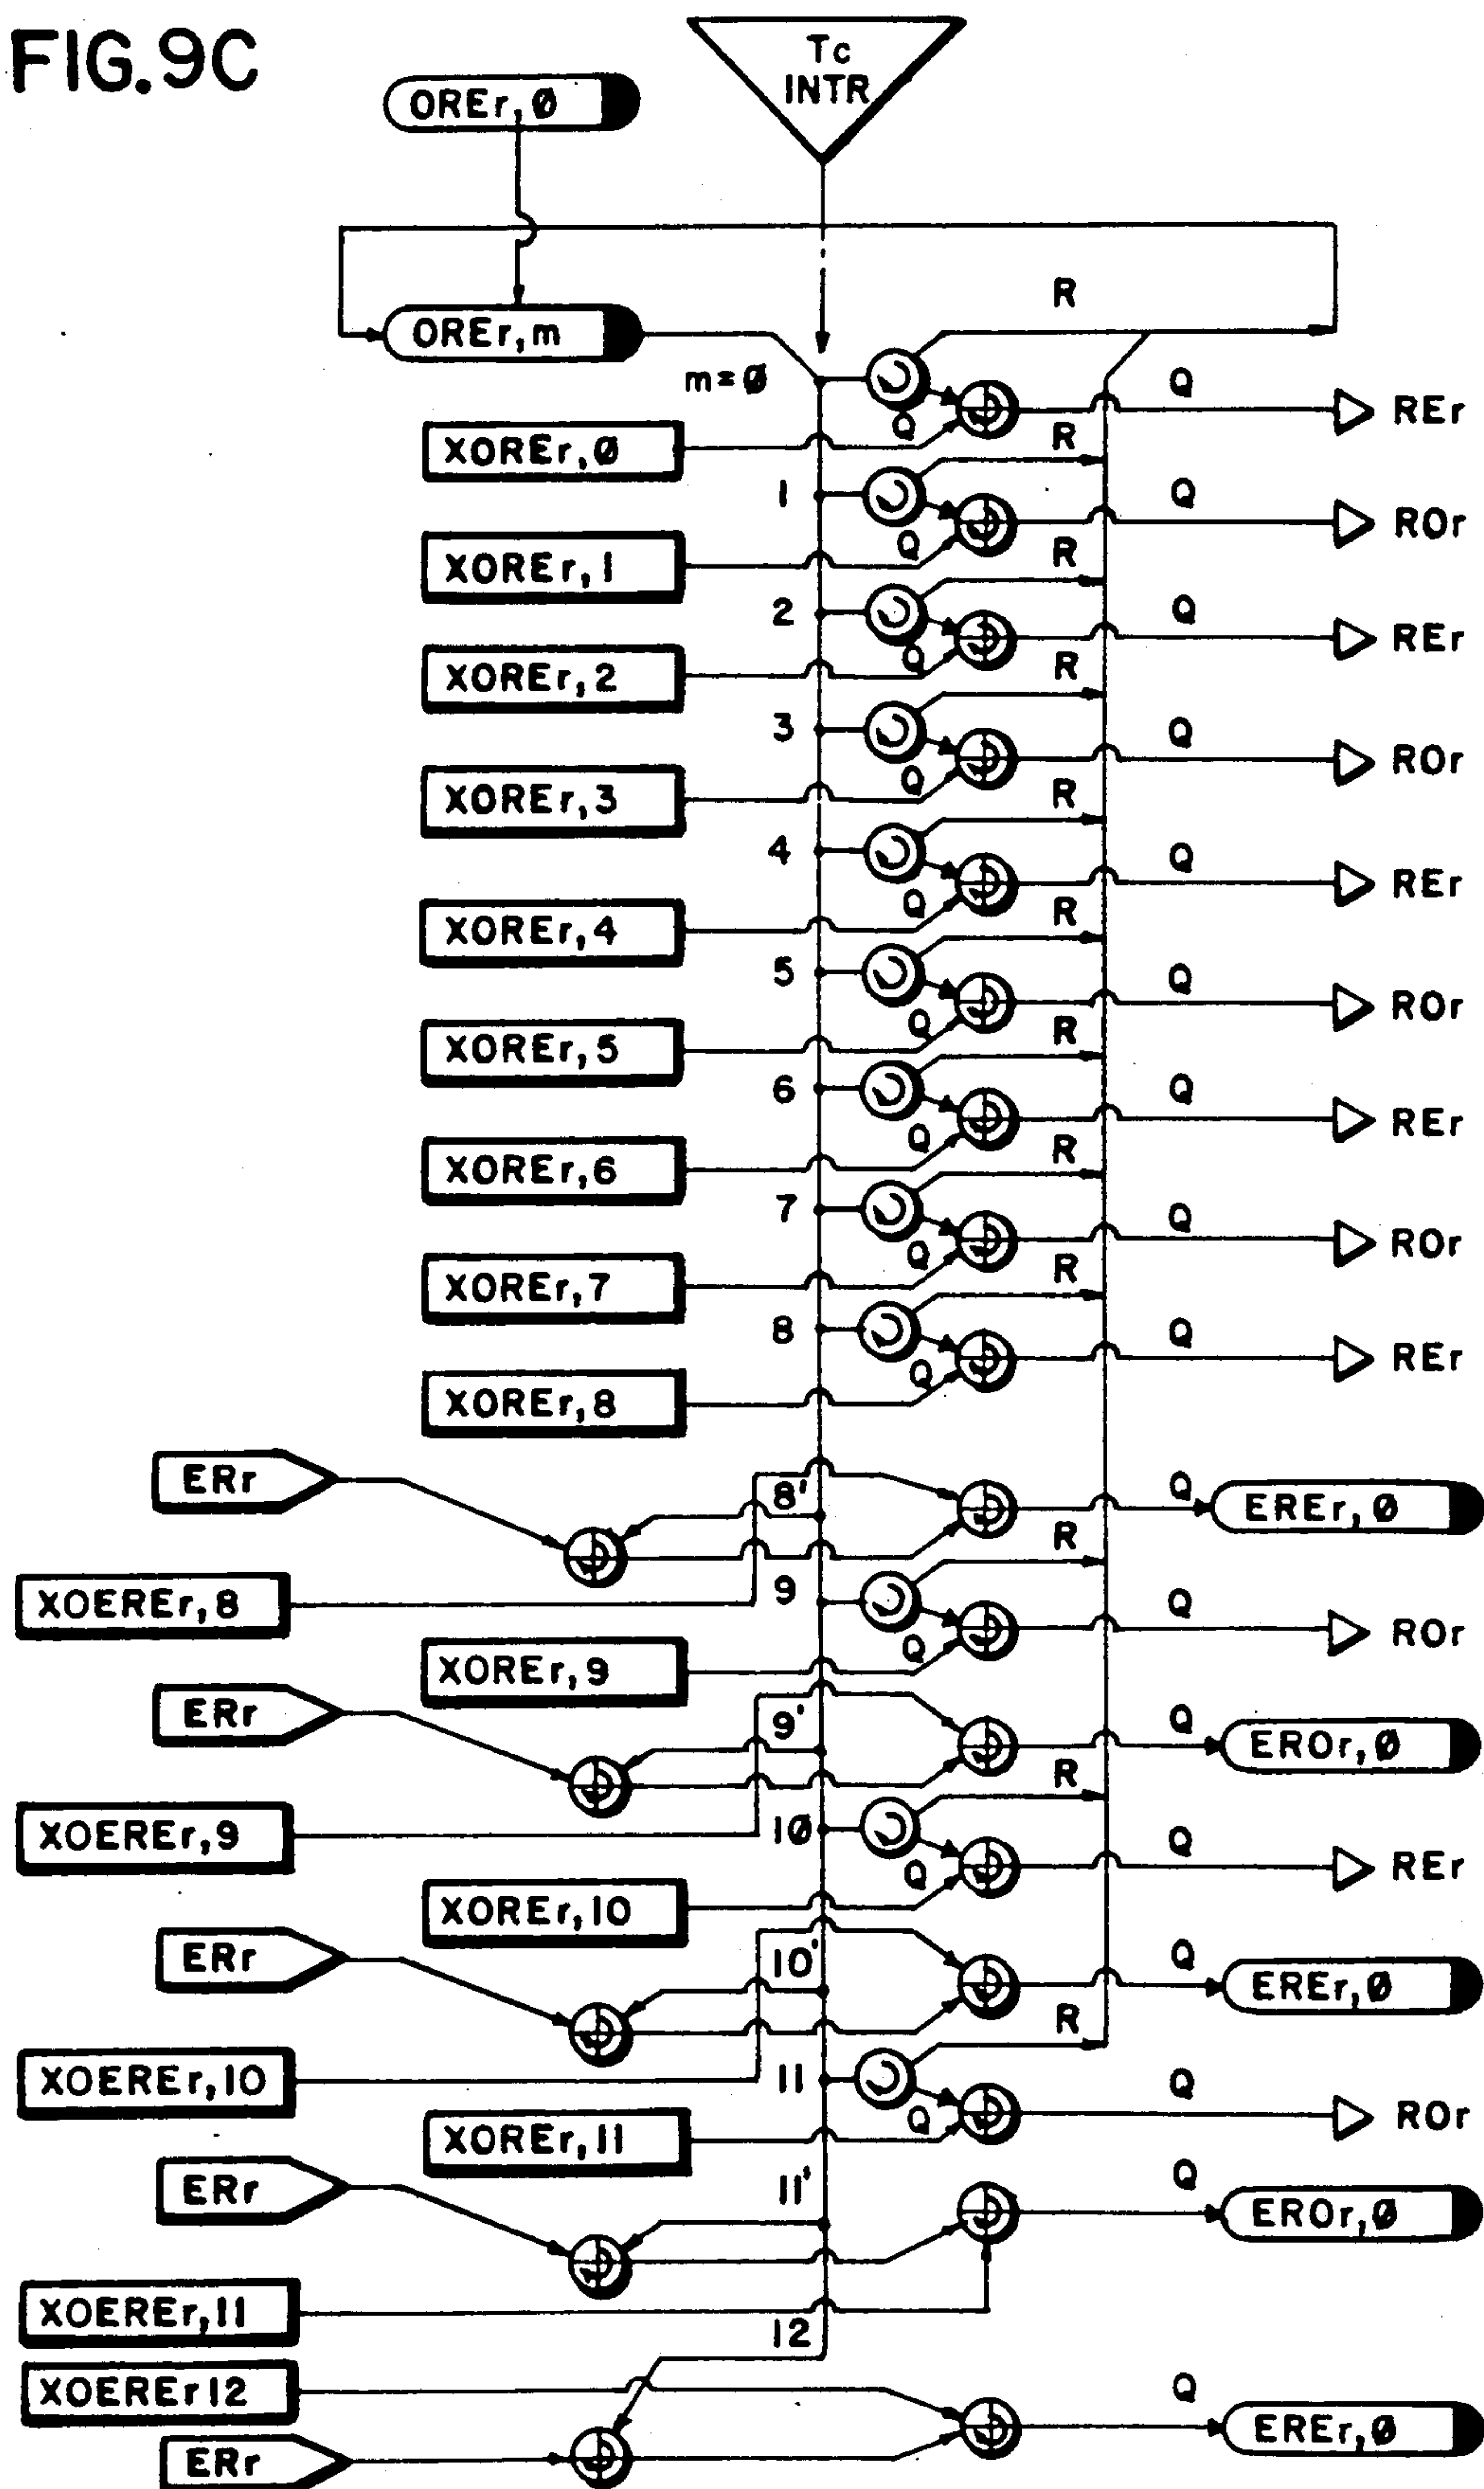 FIG.9C
Tc
INTR
OREr,Ø
R
OREr,m
m=Ø
Q
Q
REr
XOREr,Ø
R
1
Q
Q
ROr
XOREr,1
R
2
Q
Q
REr
XOREr,2
R
3
Q
Q
ROr
XOREr,3
R
4
Q
Q
REr
XOREr,4
R
5
Q
Q
ROr
XOREr,5
R
6
Q
Q
REr
XOREr,6
R
7
Q
Q
ROr
XOREr,7
R
8
Q
Q
REr
XOREr,8
ERr
8'
Q
EREr,Ø
R
XOEREr,8
9
Q
Q
ROr
XOREr,9
ERr
9'
Q
EROr,Ø
R
XOEREr,9
1Ø
Q
Q
REr
XOREr,10
ERr
10'
Q
EREr,Ø
R
XOEREr,10
11
Q
Q
ROr
XOREr,11
ERr
11'
Q
EROr,Ø
XOEREr,11
12
XOEREr12
Q
EREr,Ø
ERr